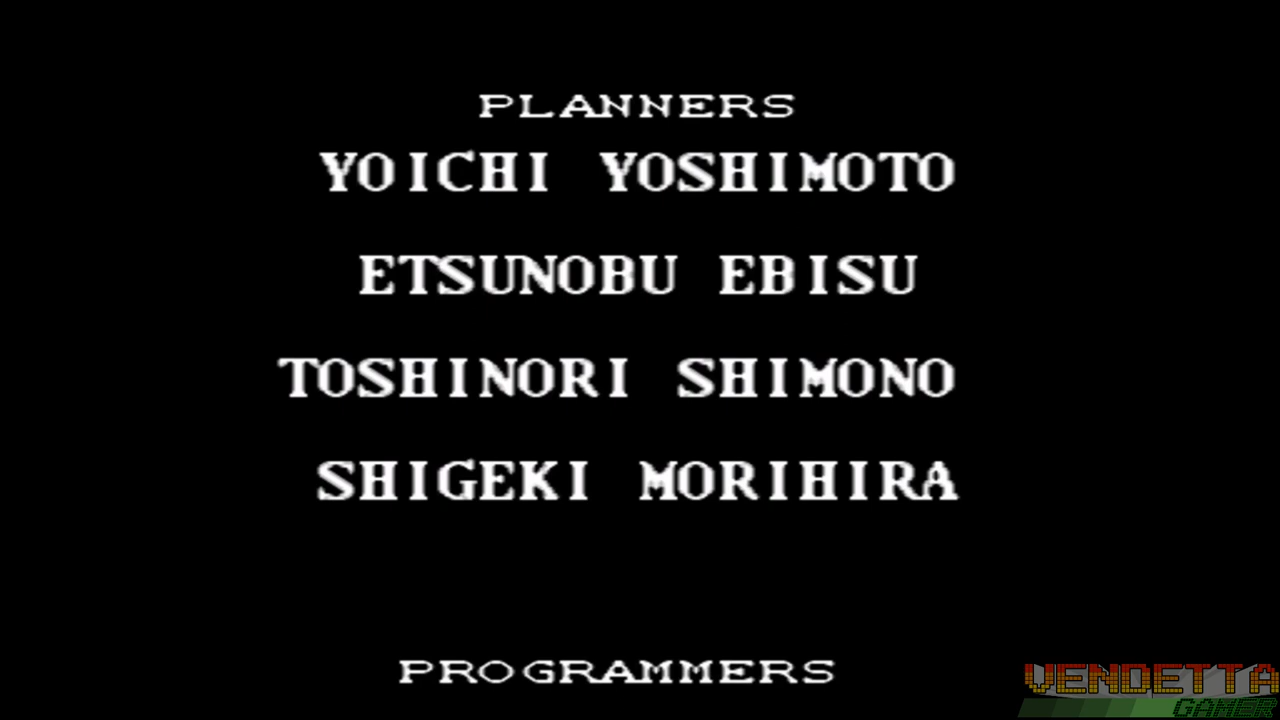 PLANNERS
YOICHI YOSHIMOTO
ETSUNOBU EBISU
TOSHINORI SHIMONO
SHIGEKI MORIHIRA
PROGRAMMERS
VENDETTA
GAMER